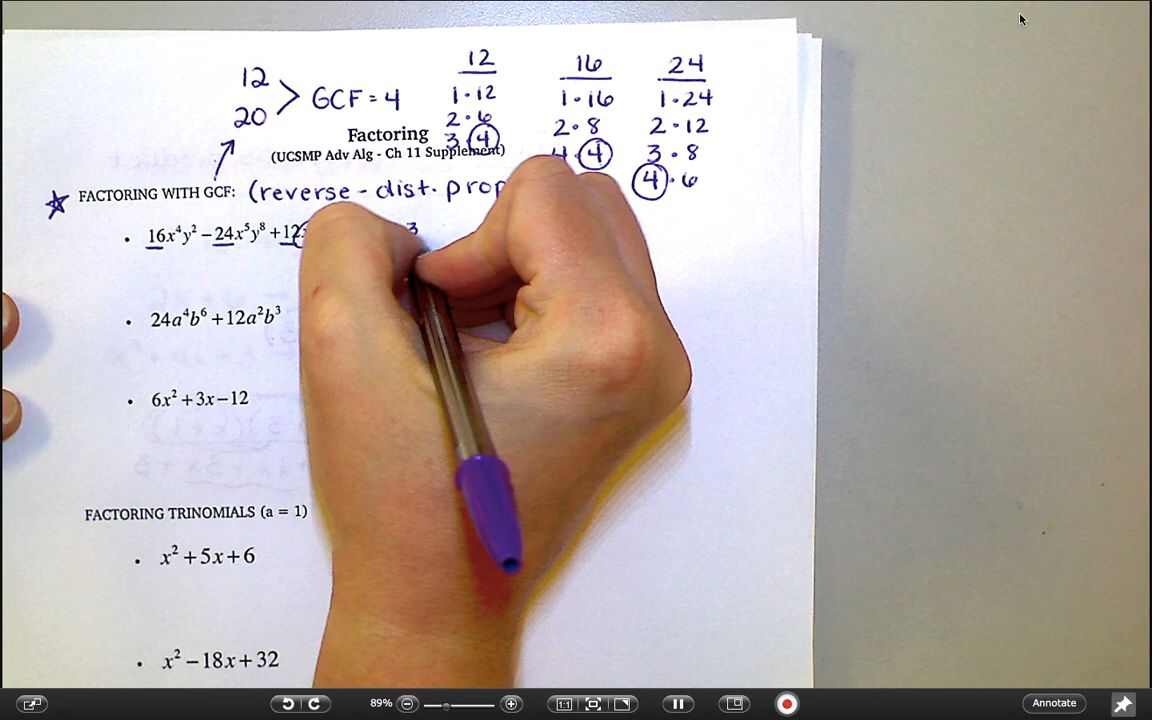 12
20
GCF = 4
12
1·12
2·6
3·4
16
1·16
2·8
4·4
24
1·24
2·12
3·8
4·6
Factoring
(UCSMP Adv Alg - Ch 11 Supplement)
FACTORING WITH GCF: (reverse - dist. prop
• 16x⁴y² − 24x⁵y⁸ + 12 3
• 24a⁴b⁶ + 12a²b³
• 6x² + 3x − 12
FACTORING TRINOMIALS (a = 1)
• x² + 5x + 6
• x² − 18x + 32
89%
1:1
Annotate